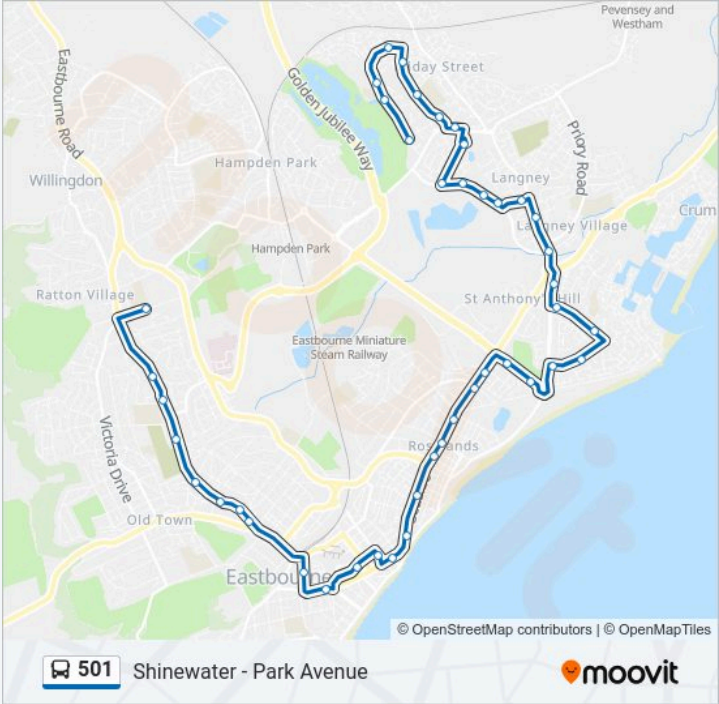 Pevensey and
Westham
iday Street
Eastbourne Road
Golden Jubilee Way
Priory Road
Hampden Park
Willingdon
Langney
Crum
Langney Village
Hampden Park
Ratton Village
St Anthony's Hill
Eastbourne Miniature
Steam Railway
Victoria Drive
Old Town
Eastbourne
© OpenStreetMap contributors | © OpenMapTiles
501
Shinewater - Park Avenue
moovit